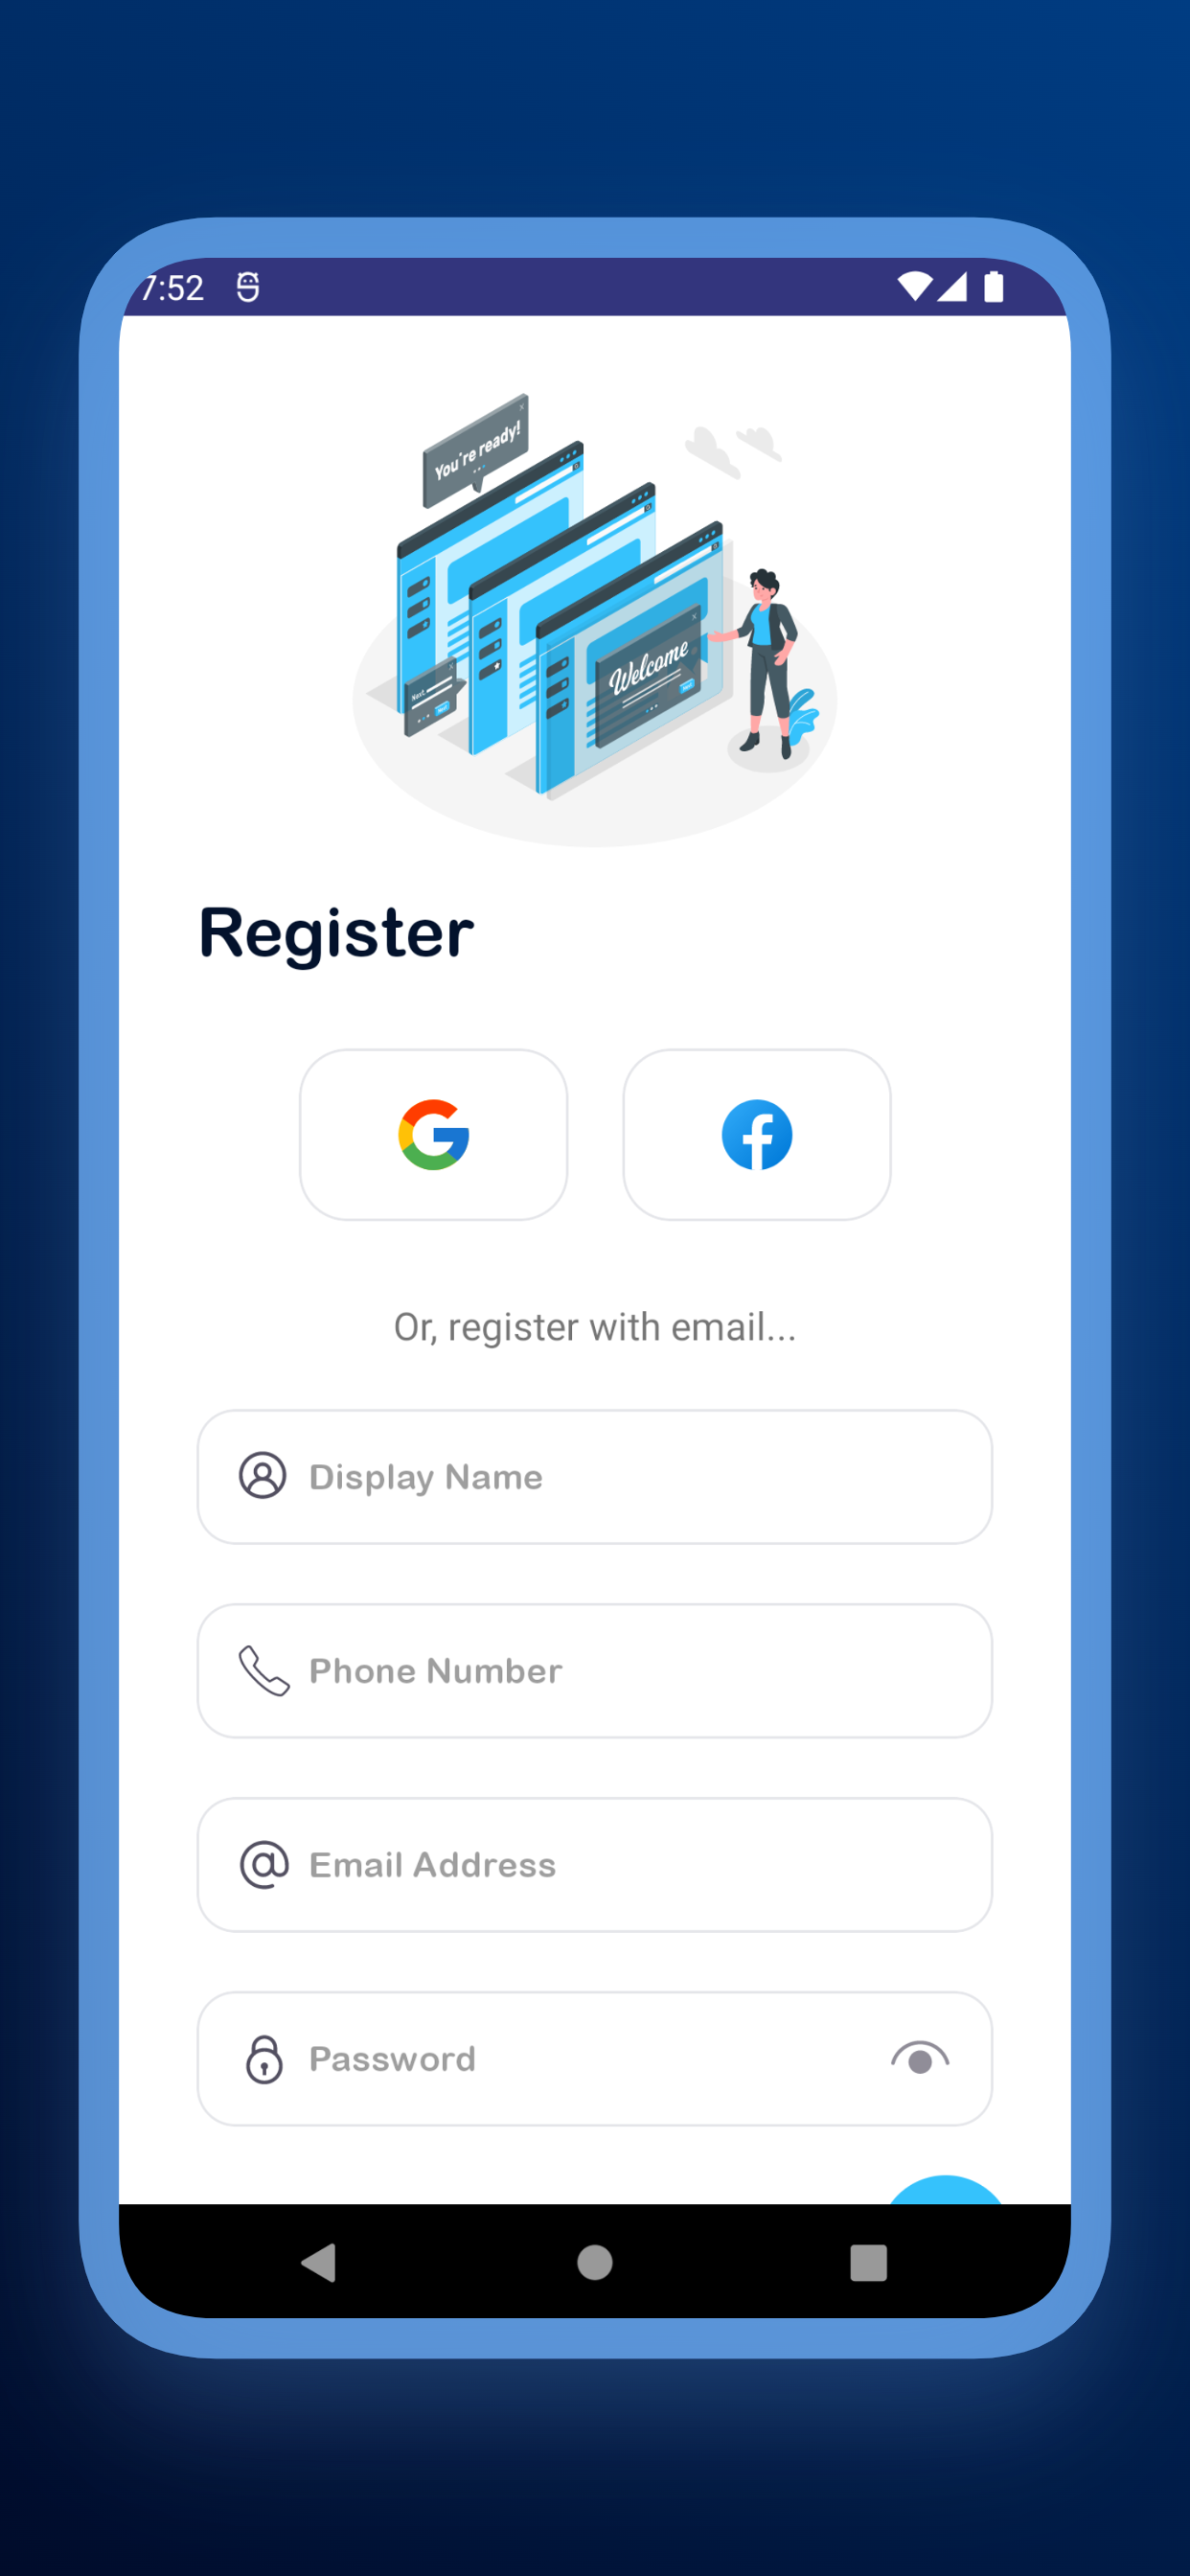 7:52
You're ready!
Next
Welcome
Register
Or, register with email...
Display Name
Phone Number
Email Address
Password